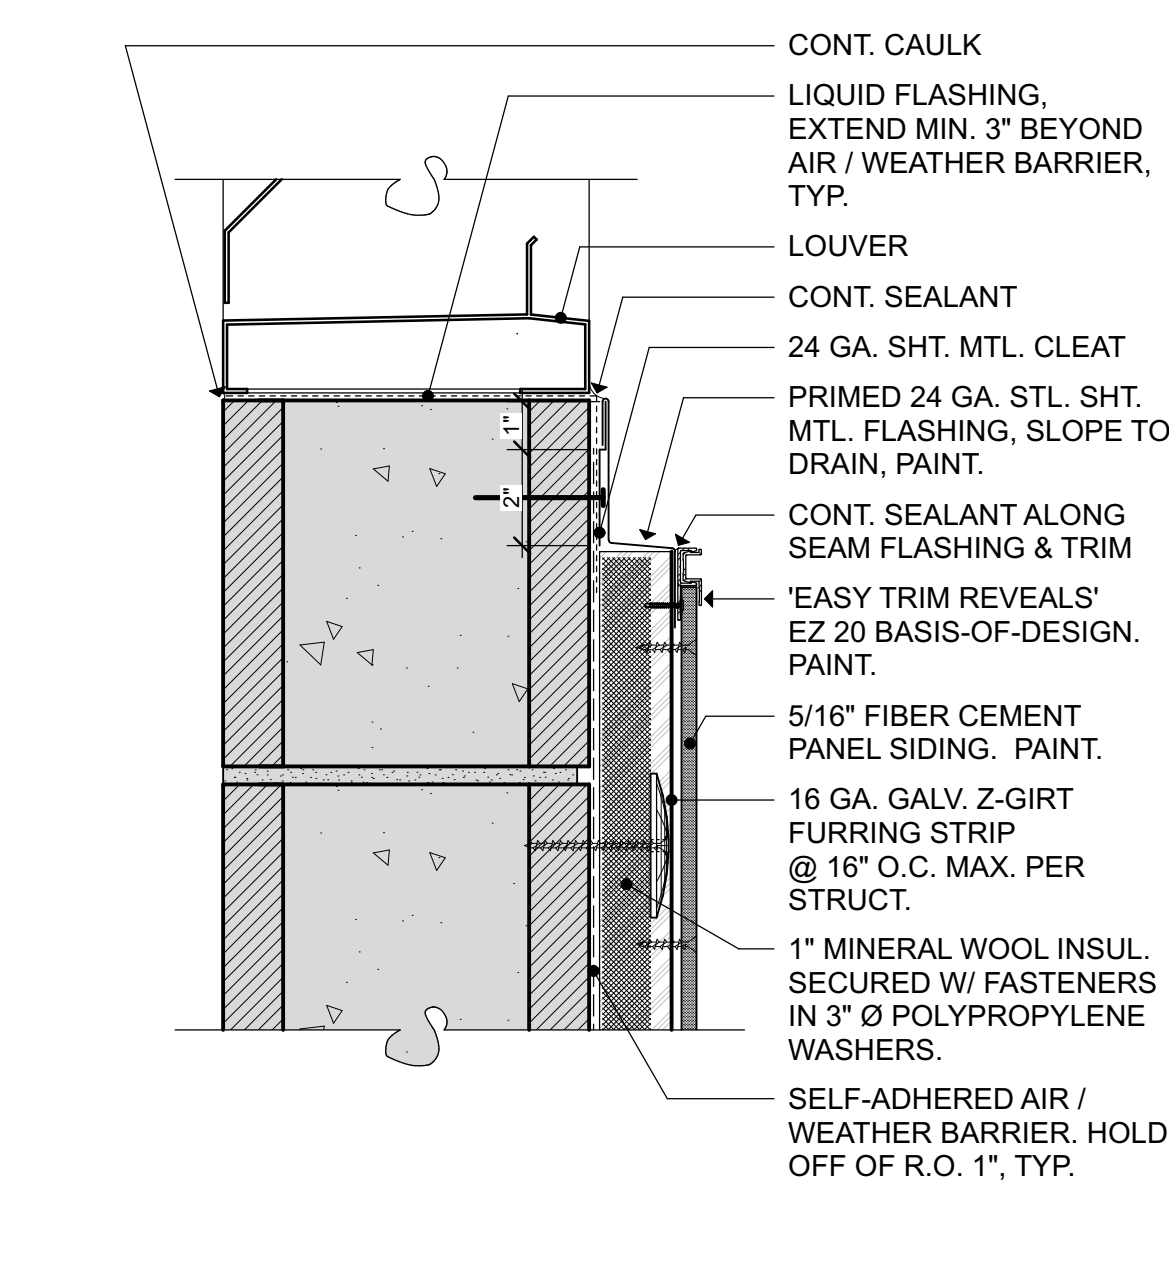 CONT. CAULK
LIQUID FLASHING,
EXTEND MIN. 3" BEYOND
AIR / WEATHER BARRIER,
TYP.
LOUVER
CONT. SEALANT
24 GA. SHT. MTL. CLEAT
PRIMED 24 GA. STL. SHT.
MTL. FLASHING, SLOPE TO
DRAIN, PAINT.
CONT. SEALANT ALONG
SEAM FLASHING & TRIM
'EASY TRIM REVEALS'
EZ 20 BASIS-OF-DESIGN.
PAINT.
5/16" FIBER CEMENT
PANEL SIDING. PAINT.
16 GA. GALV. Z-GIRT
FURRING STRIP
@ 16" O.C. MAX. PER
STRUCT.
1" MINERAL WOOL INSUL.
SECURED W/ FASTENERS
IN 3" Ø POLYPROPYLENE
WASHERS.
SELF-ADHERED AIR /
WEATHER BARRIER. HOLD
OFF OF R.O. 1", TYP.
1"
2"